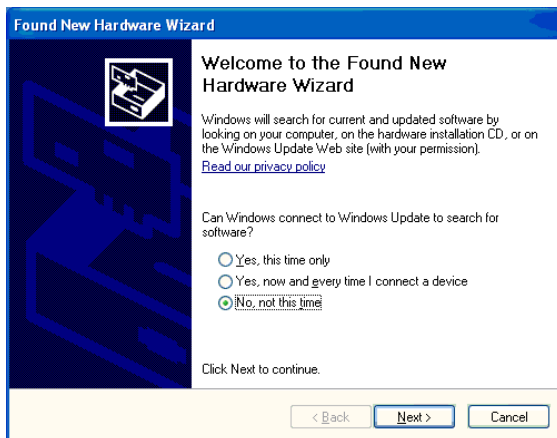 Found New Hardware Wizard
Welcome to the Found New
Hardware Wizard
Windows will search for current and updated software by
looking on your computer, on the hardware installation CD, or on
the Windows Update Web site (with your permission).
Read our privacy policy
Can Windows connect to Windows Update to search for
software?
Yes, this time only
Yes, now and every time I connect a device
No, not this time
Click Next to continue.
< Back
Next >
Cancel